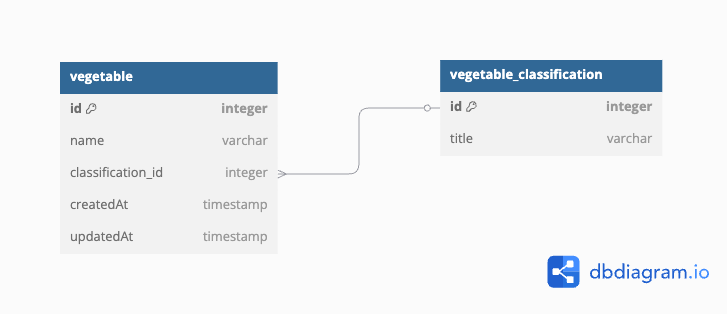 vegetable
id integer
name varchar
classification_id integer
createdAt timestamp
updatedAt timestamp
vegetable_classification
id integer
title varchar
dbdiagram.io